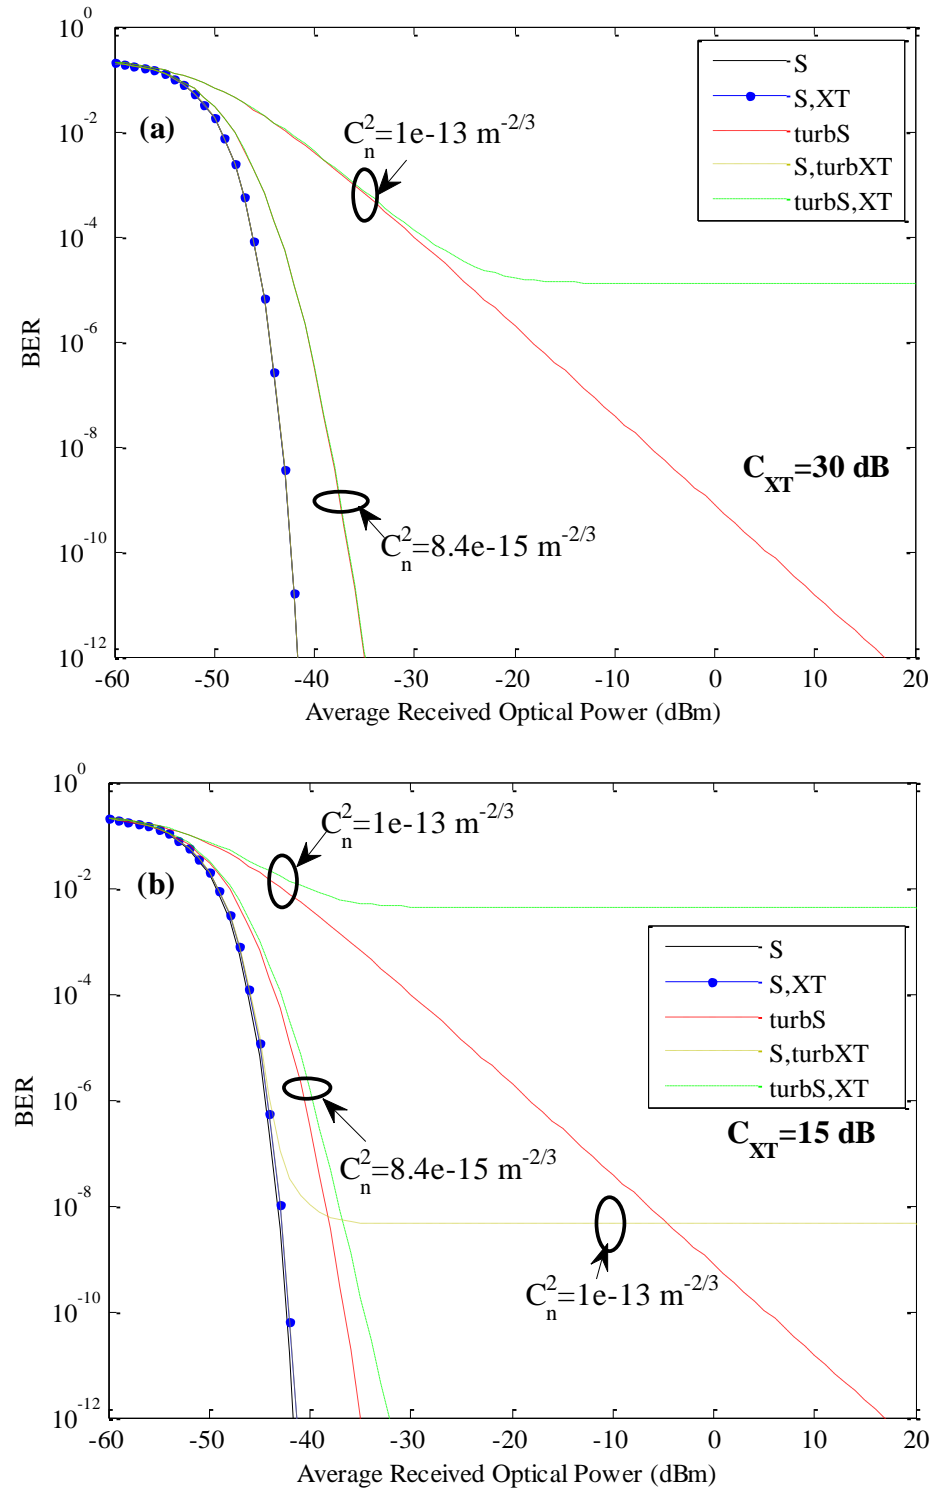 10^0
10^-2
10^-4
10^-6
10^-8
10^-10
10^-12
BER
(a)
C_n^2=1e-13 m^-2/3
S
S,XT
turbS
S,turbXT
turbS,XT
C_XT=30 dB
C_n^2=8.4e-15 m^-2/3
-60 -50 -40 -30 -20 -10 0 10 20
Average Received Optical Power (dBm)
10^0
10^-2
10^-4
10^-6
10^-8
10^-10
10^-12
BER
C_n^2=1e-13 m^-2/3
(b)
S
S,XT
turbS
S,turbXT
turbS,XT
C_XT=15 dB
C_n^2=8.4e-15 m^-2/3
C_n^2=1e-13 m^-2/3
-60 -50 -40 -30 -20 -10 0 10 20
Average Received Optical Power (dBm)